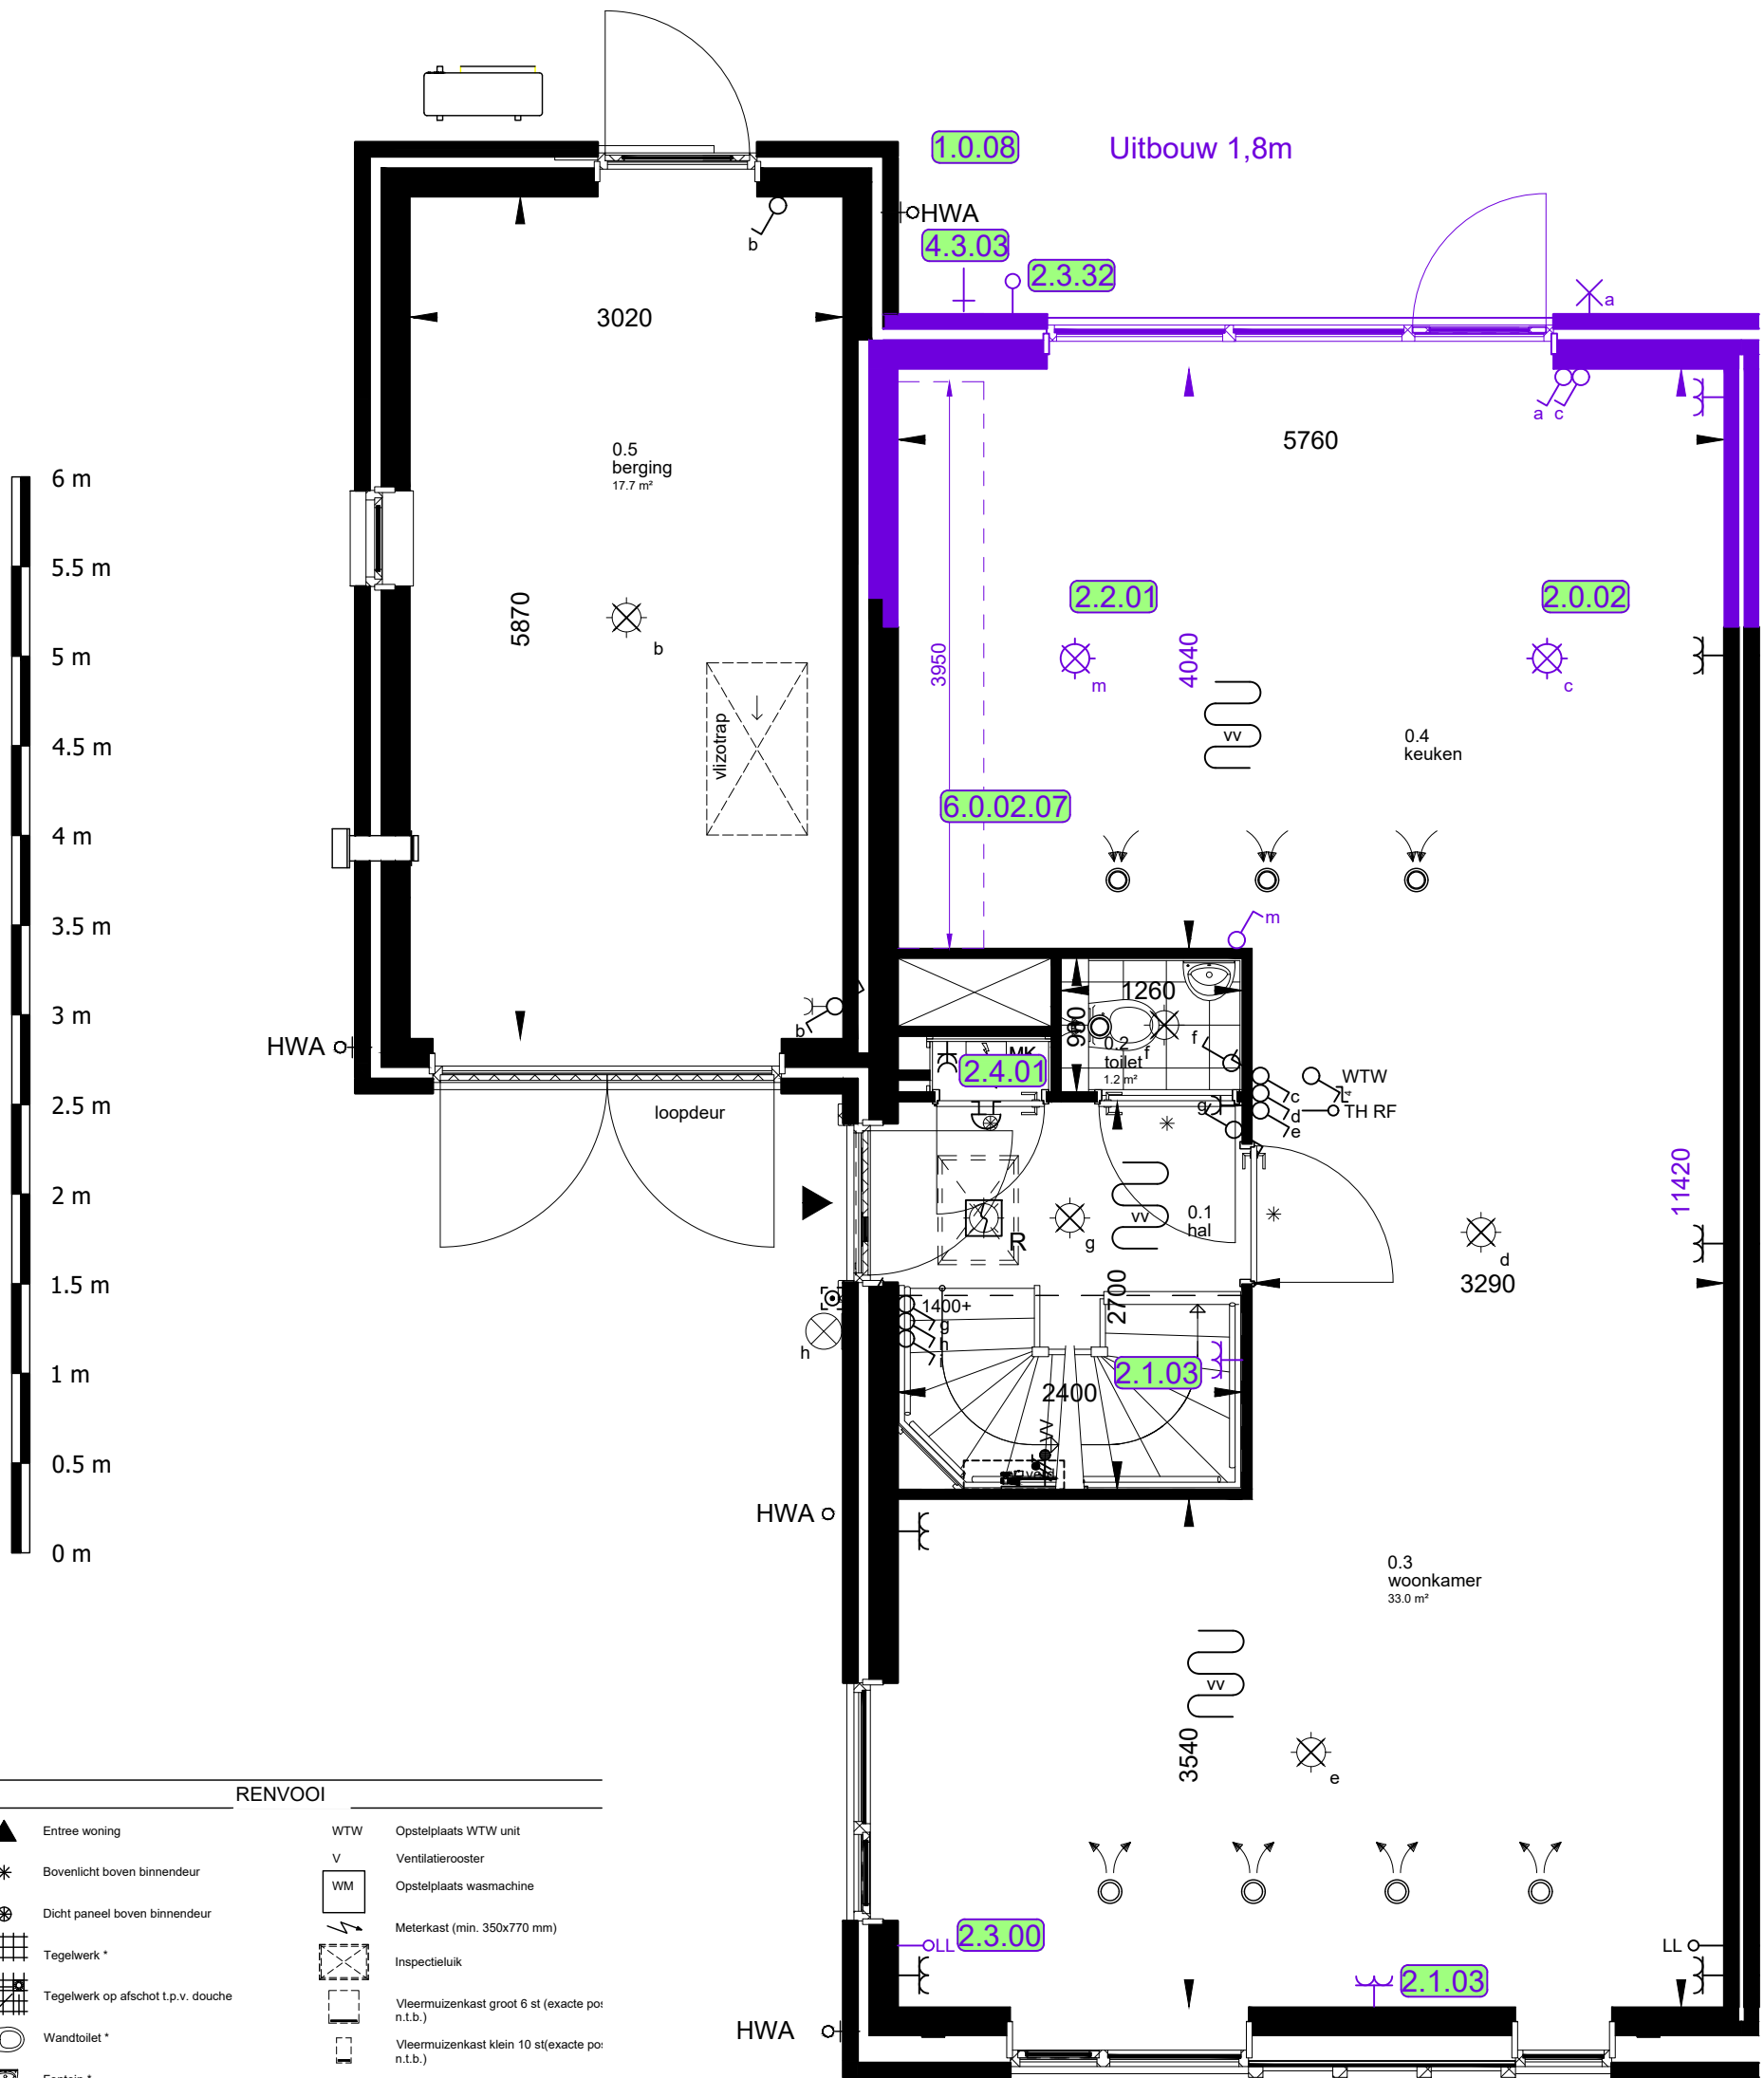 1.0.08
Uitbouw 1,8m
HWA
4.3.03
2.3.32
b
a
3020
a c
5760
0.5
berging
17.7 m²
6 m
5.5 m
5 m
4.5 m
4 m
3.5 m
3 m
2.5 m
2 m
1.5 m
1 m
0.5 m
0 m
5870
b
vlizotrap
2.2.01
2.0.02
3950
m
4040
c
vv
0.4
keuken
6.0.02.07
m
b
HWA
1260
900
0.2
toilet
1.2 m²
f
f
MK
2.4.01
WTW
c
d
e
TH RF
g
loopdeur
11420
vv
0.1
hal
R
g
d
3290
2700
1400+
g
h
i
h
2.1.03
2400
VV
HWA
0.3
woonkamer
33.0 m²
vv
3540
e
LL
2.3.00
LL
2.1.03
HWA
RENVOOI
Entree woning
WTW Opstelplaats WTW unit
Bovenlicht boven binnendeur
V Ventilatierooster
WM Opstelplaats wasmachine
Dicht paneel boven binnendeur
Meterkast (min. 350x770 mm)
Tegelwerk *
Inspectieluik
Tegelwerk op afschot t.p.v. douche
Vleermuizenkast groot 6 st (exacte pos
n.t.b.)
Wandtoilet *
Vleermuizenkast klein 10 st(exacte pos
n.t.b.)
Fontein *